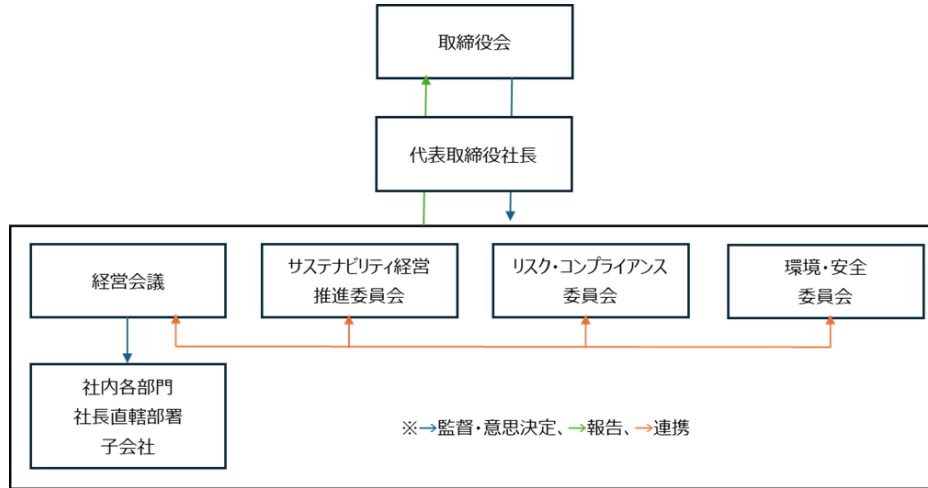 取締役会
代表取締役社長
経営会議
サステナビリティ経営
推進委員会
リスク・コンプライアンス
委員会
環境・安全
委員会
社内各部門
社長直轄部署
子会社
※→監督・意思決定、→報告、→連携